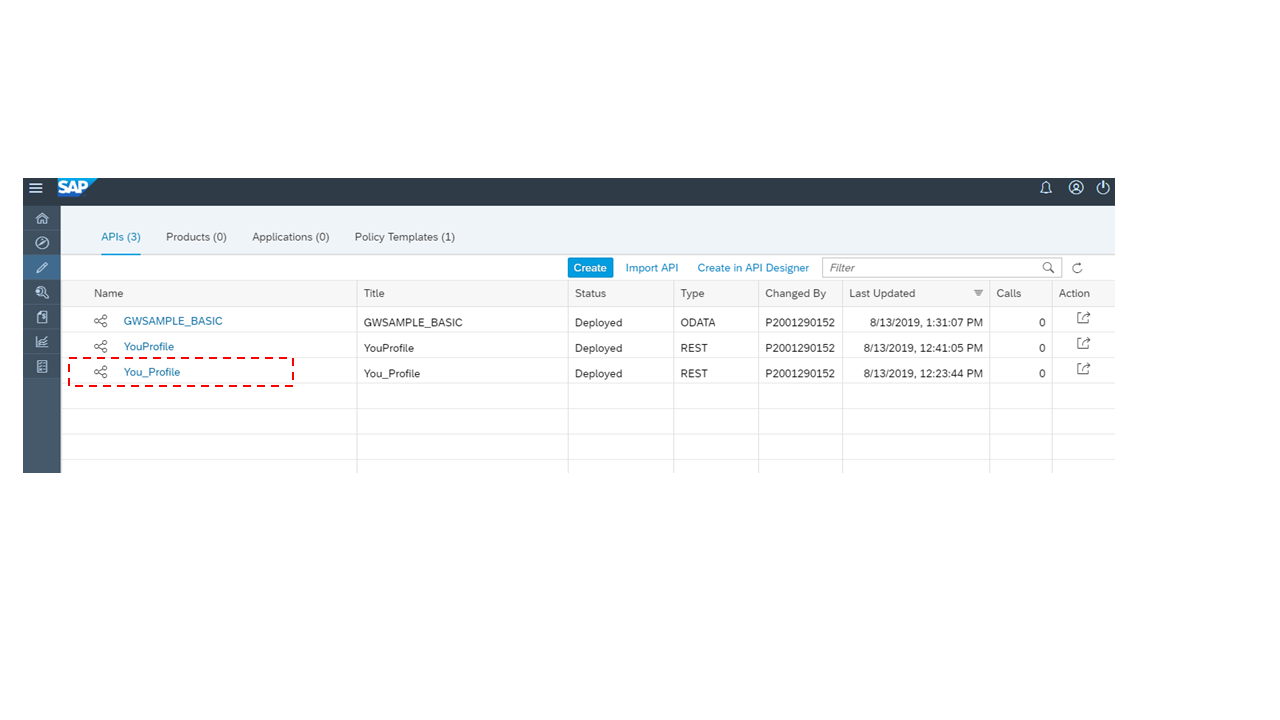 SAP
APIs (3) Products (0) Applications (0) Policy Templates (1)
Create Import API Create in API Designer Filter
Name Title Status Type Changed By Last Updated Calls Action
GWSAMPLE_BASIC GWSAMPLE_BASIC Deployed ODATA P2001290152 8/13/2019, 1:31:07 PM 0
YouProfile YouProfile Deployed REST P2001290152 8/13/2019, 12:41:05 PM 0
You_Profile You_Profile Deployed REST P2001290152 8/13/2019, 12:23:44 PM 0